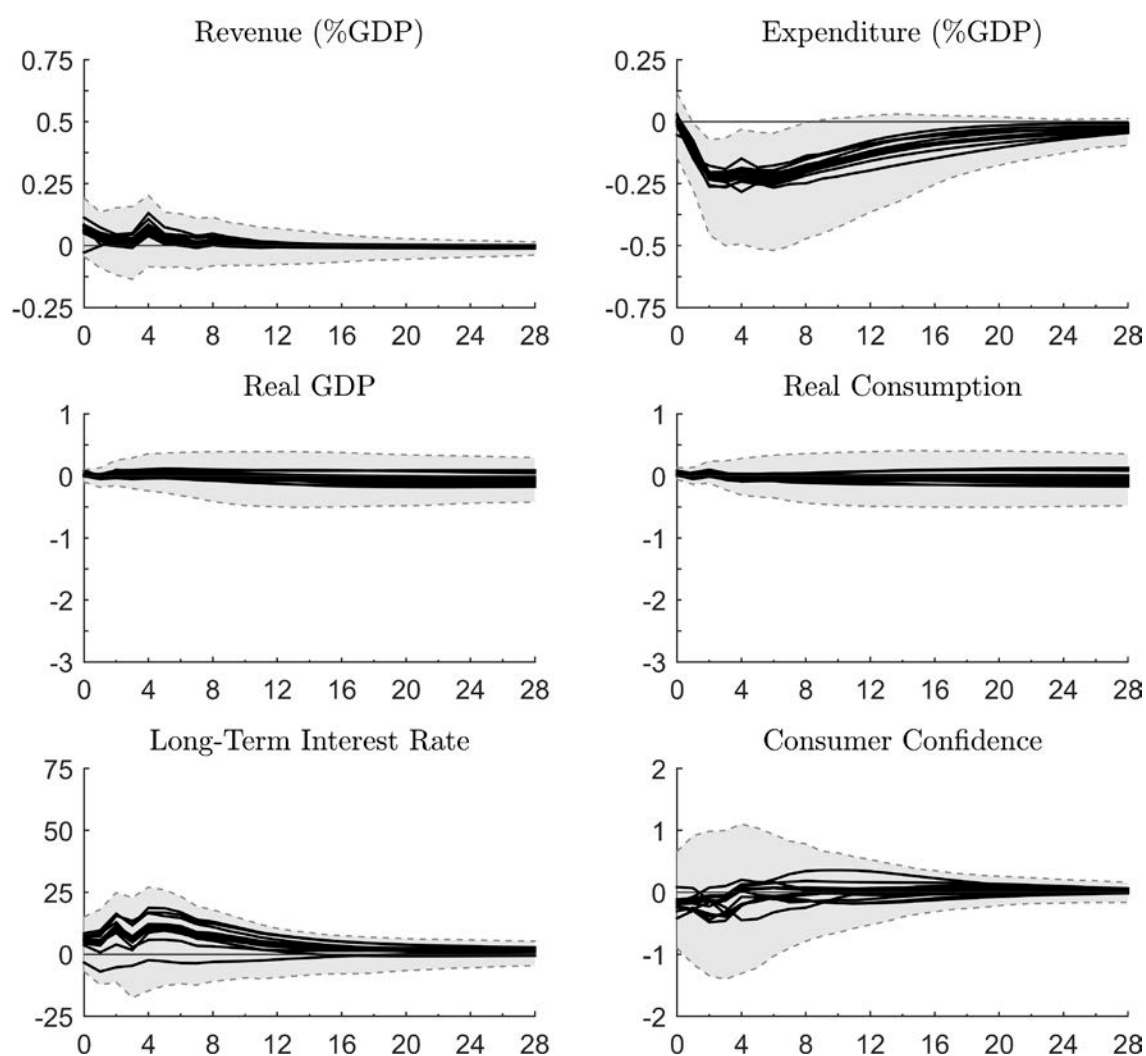 Revenue (%GDP)
0.75
0.5
0.25
0
-0.25
0 4 8 12 16 20 24 28
Expenditure (%GDP)
0.25
0
-0.25
-0.5
-0.75
0 4 8 12 16 20 24 28
Real GDP
1
0
-1
-2
-3
0 4 8 12 16 20 24 28
Real Consumption
1
0
-1
-2
-3
0 4 8 12 16 20 24 28
Long-Term Interest Rate
75
50
25
0
-25
0 4 8 12 16 20 24 28
Consumer Confidence
2
1
0
-1
-2
0 4 8 12 16 20 24 28